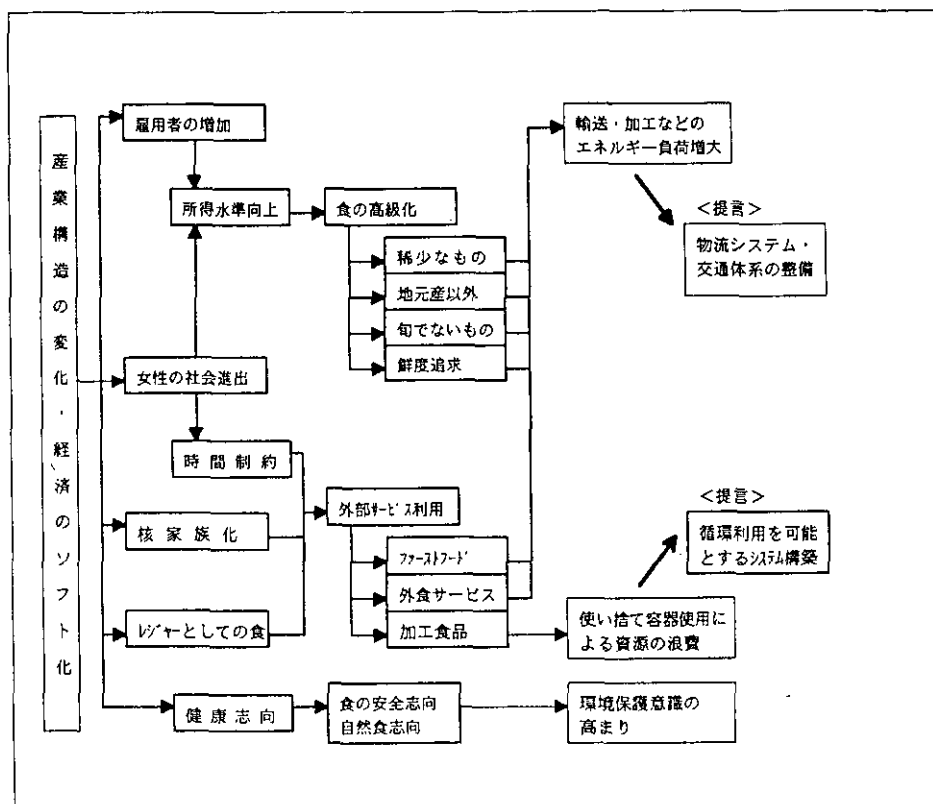 産業構造の変化・経済のソフト化
雇用者の増加
所得水準向上
女性の社会進出
時間制約
核家族化
レジャーとしての食
健康志向
食の高級化
稀少なもの
地元産以外
旬でないもの
鮮度追求
外部ｻｰﾋﾞｽ利用
ﾌｧｰｽﾄﾌｰﾄﾞ
外食サービス
加工食品
食の安全志向
自然食志向
輸送・加工などの
エネルギー負荷増大
＜提言＞
物流システム・
交通体系の整備
＜提言＞
循環利用を可能
とするｼｽﾃﾑ構築
使い捨て容器使用に
よる資源の浪費
環境保護意識の
高まり